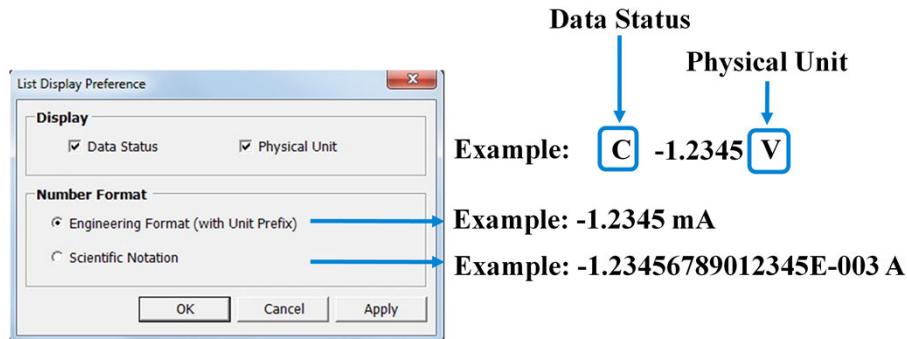 Data Status
Physical Unit
List Display Preference
Display
Data Status Physical Unit
Example: C -1.2345 V
Number Format
Engineering Format (with Unit Prefix)
Example: -1.2345 mA
Scientific Notation
Example: -1.23456789012345E-003 A
OK Cancel Apply